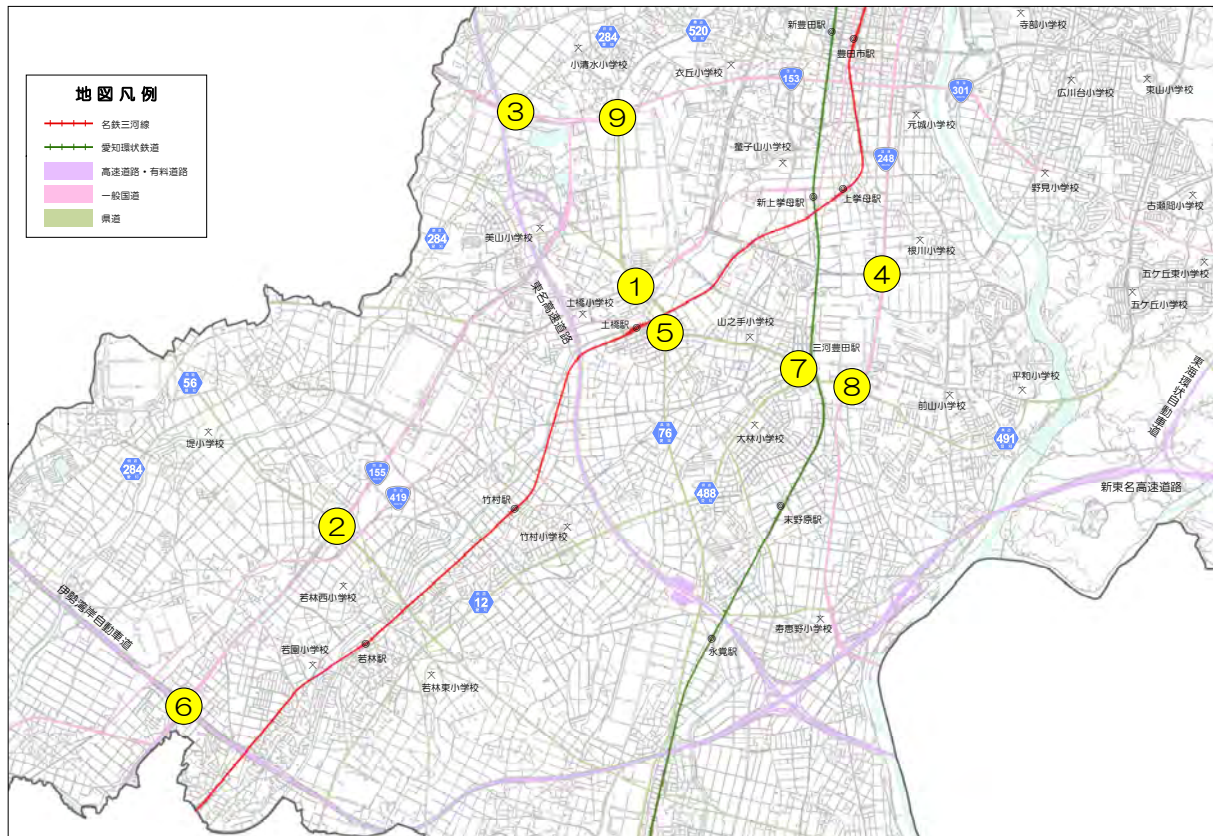 地図凡例
名鉄三河線
愛知環状鉄道
高速道路・有料道路
一般国道
県道
新豊田駅
豊田市駅
寺部小学校
284
520
小清水小学校
衣丘小学校
153
301
広川台小学校
東山小学校
3
9
元城小学校
童子山小学校
248
野見小学校
上挙母駅
新上挙母駅
古瀬間小学校
284
美山小学校
根川小学校
五ケ丘東小学校
4
五ケ丘小学校
1
東名高速道路
土橋小学校
土橋駅
5
山之手小学校
三河豊田駅
7
8
平和小学校
前山小学校
東海環状自動車道
56
堤小学校
76
大林小学校
491
284
155
419
488
新東名高速道路
竹村駅
末野原駅
2
竹村小学校
伊勢湾岸自動車道
若林西小学校
12
寿恵野小学校
永覚駅
若園小学校
若林駅
若林東小学校
6